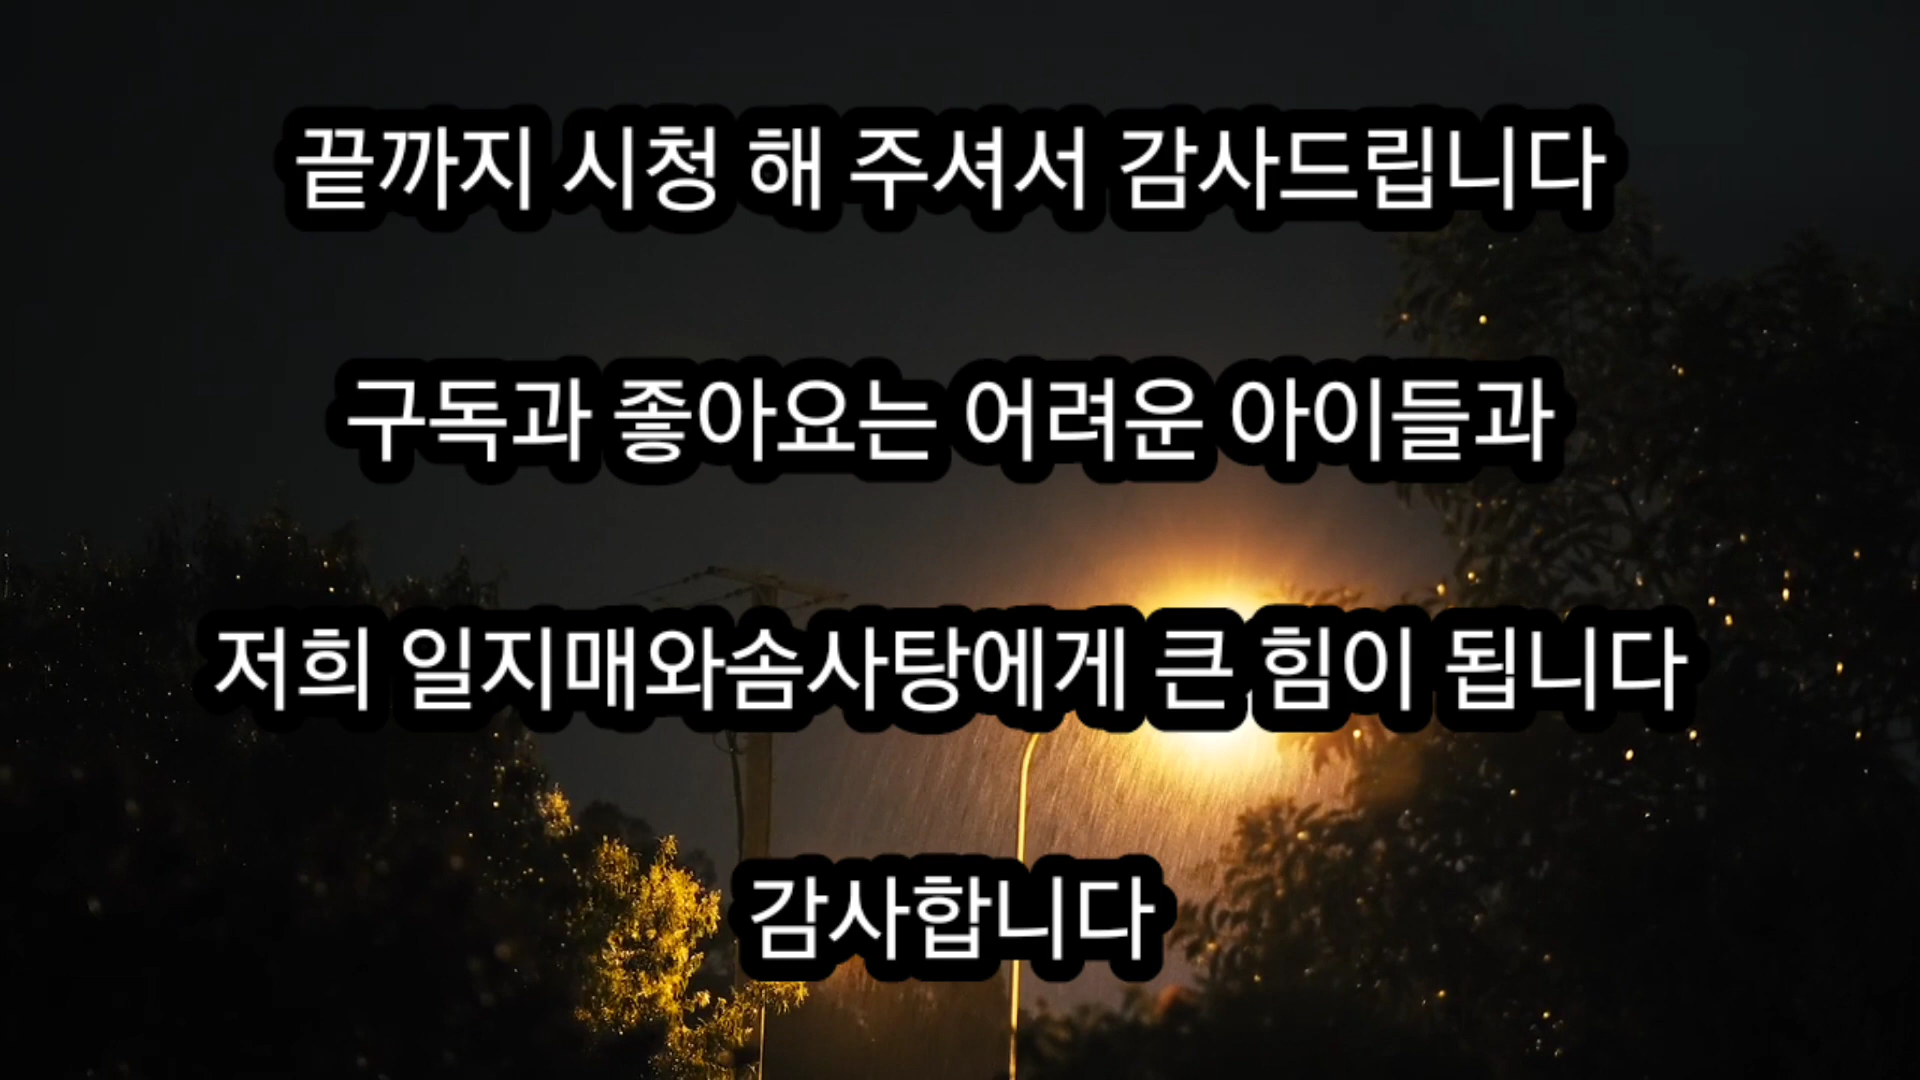 끝까지 시청 해 주셔서 감사드립니다
구독과 좋아요는 어려운 아이들과
저희 일지매와솜사탕에게 큰 힘이 됩니다
감사합니다